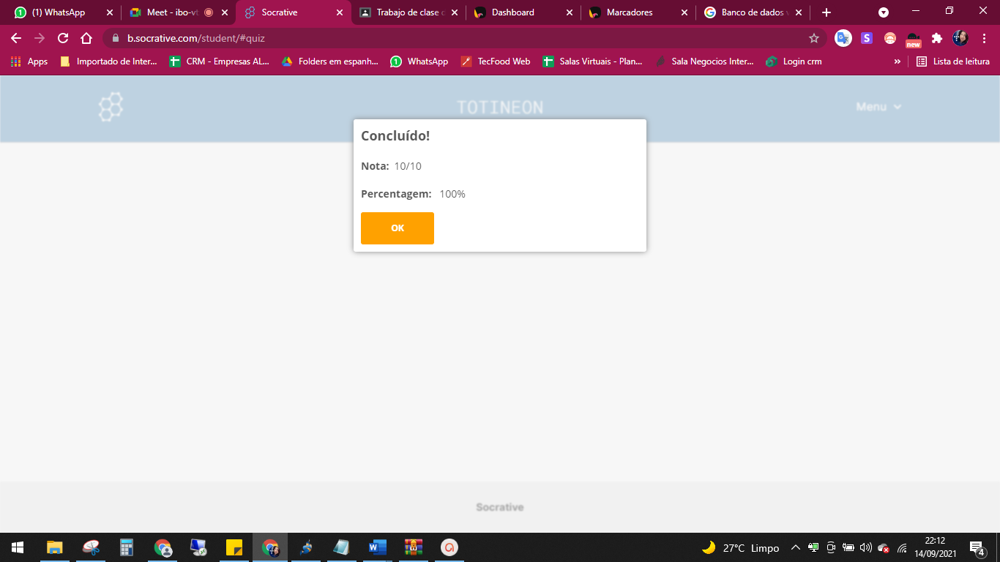 (1) WhatsApp
Meet - ibo-vt
Socrative
Trabajo de clase d
Dashboard
Marcadores
Banco de dados v
b.socrative.com/student/#quiz
S
new
Apps
Importado de Inter...
CRM - Empresas AL...
Folders em espanh...
WhatsApp
TecFood Web
Salas Virtuais - Plan...
Sala Negocios Inter...
Login crm
»
Lista de leitura
TOTINEON
Menu
Concluído!
Nota: 10/10
Percentagem: 100%
OK
Socrative
27°C Limpo
22:12
14/09/2021
4